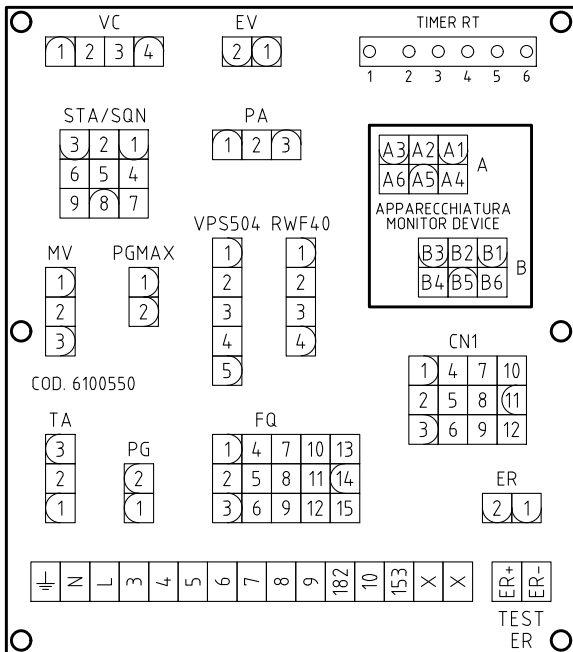 VC EV TIMER RT
1 2 3 4 2 1
1 2 3 4 5 6
STA/SQN PA
3 2 1
6 5 4
9 8 7
1 2 3
A3 A2 A1
A6 A5 A4
A
APPARECCHIATURA
MONITOR DEVICE
B3 B2 B1
B4 B5 B6
B
VPS504 RWF40
1
2
3
4
5
1
2
3
4
MV PGMAX
1
2
3
1
2
CN1
1 4 7 10
2 5 8 11
3 6 9 12
COD. 6100550
TA PG FQ
3
2
1
2
1
1 4 7 10 13
2 5 8 11 14
3 6 9 12 15
ER
2 1
N L 3 4 5 6 7 8 9 182 10 153 X X
ER+ ER-
TEST
ER